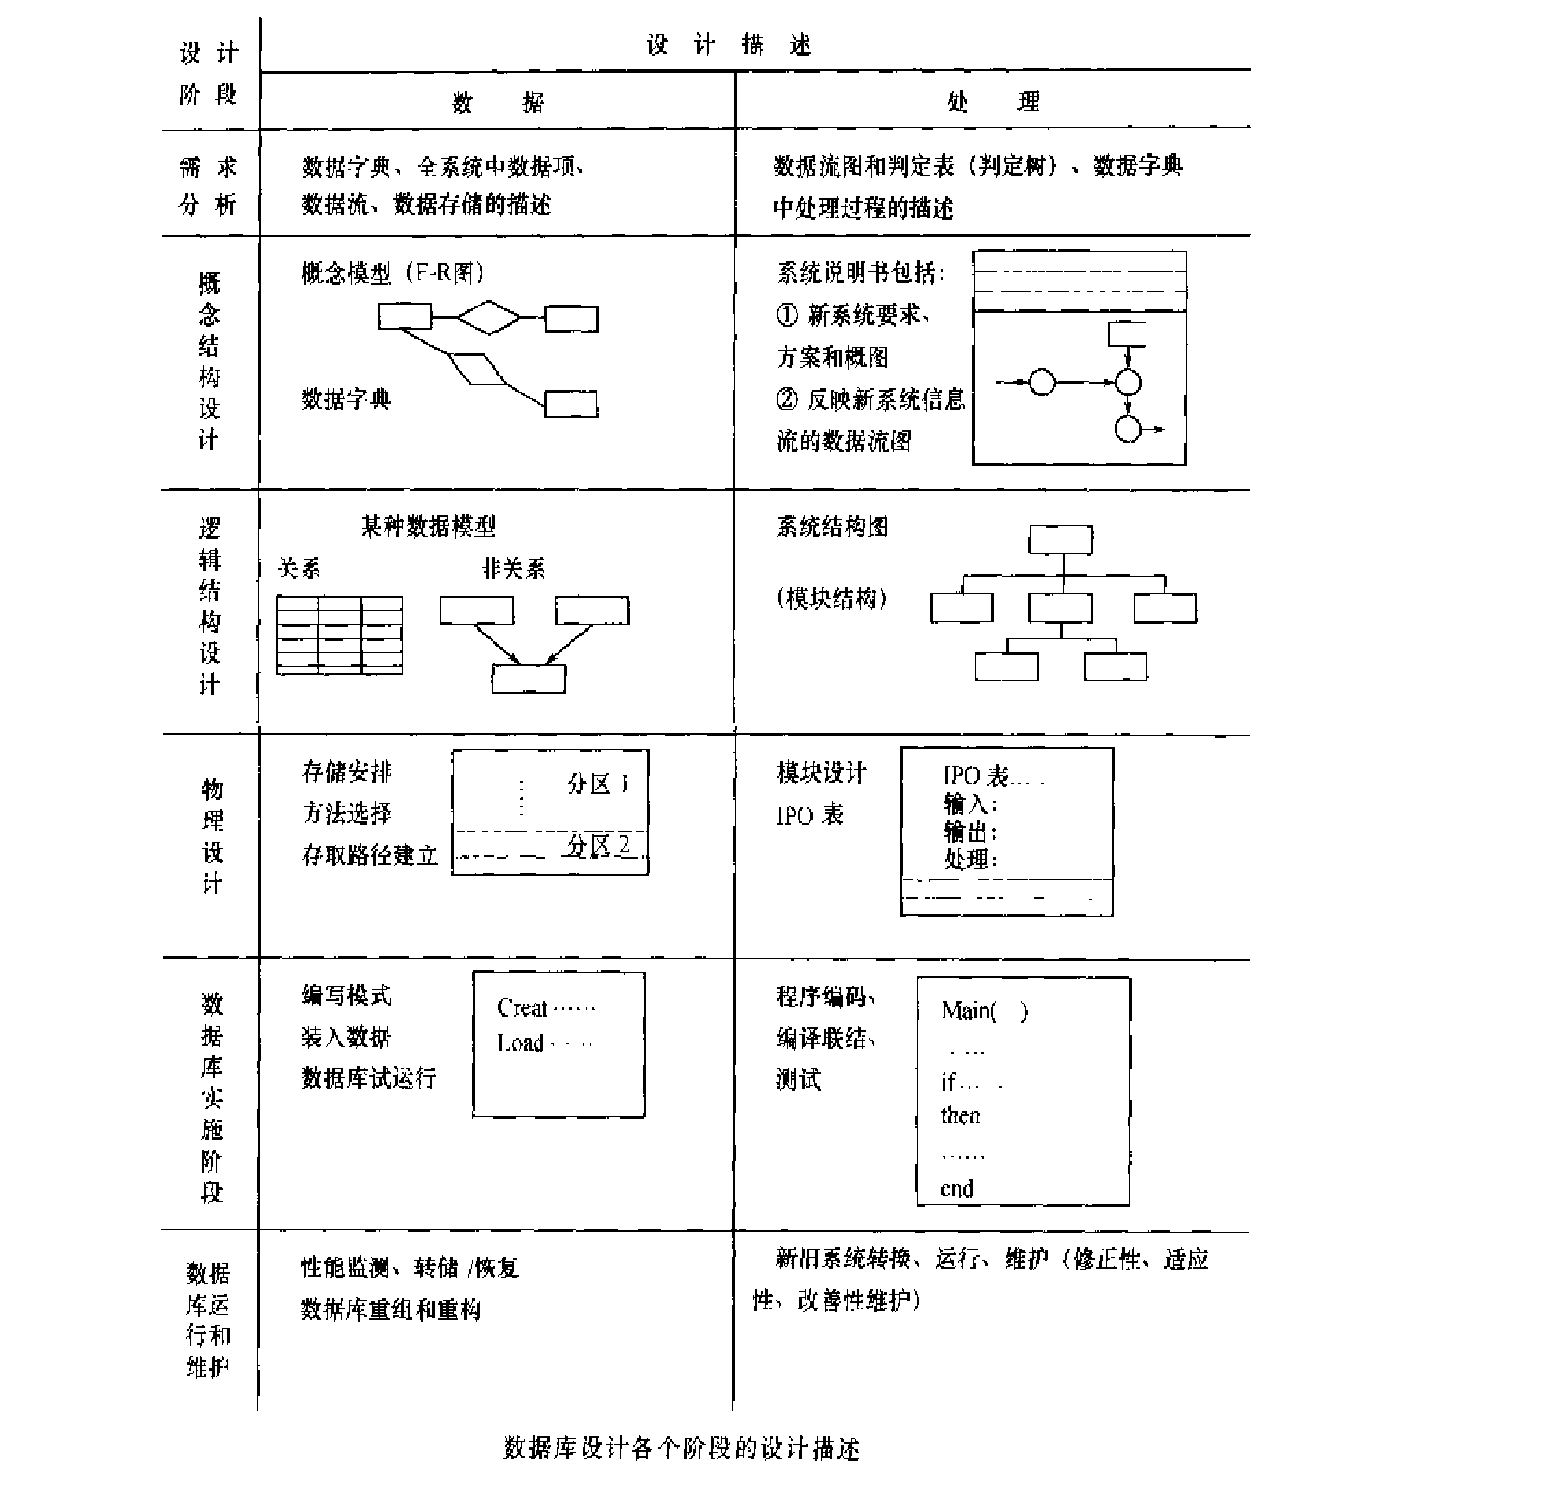 设计
阶段
设计描述
数据
处理
需求
分析
数据字典、全系统中数据项、
数据流、数据存储的描述
数据流图和判定表(判定树)、数据字典
中处理过程的描述
概念结构设计
概念模型(E-R图)
数据字典
系统说明书包括:
① 新系统要求、
方案和概图
② 反映新系统信息
流的数据流图
逻辑结构设计
某种数据模型
关系
非关系
系统结构图
(模块结构)
物理设计
存储安排
方法选择
存取路径建立
分区 1
分区 2
模块设计
IPO 表
IPO 表……
输入:
输出:
处理:
数据库实施阶段
编写模式
装入数据
数据库试运行
Creat ……
Load ……
程序编码、
编译联结、
测试
Main( )
……
if……
then
……
end
数据
库运
行和
维护
性能监测、转储 /恢复
数据库重组和重构
新旧系统转换、运行、维护(修正性、适应
性、改善性维护)
数据库设计各个阶段的设计描述